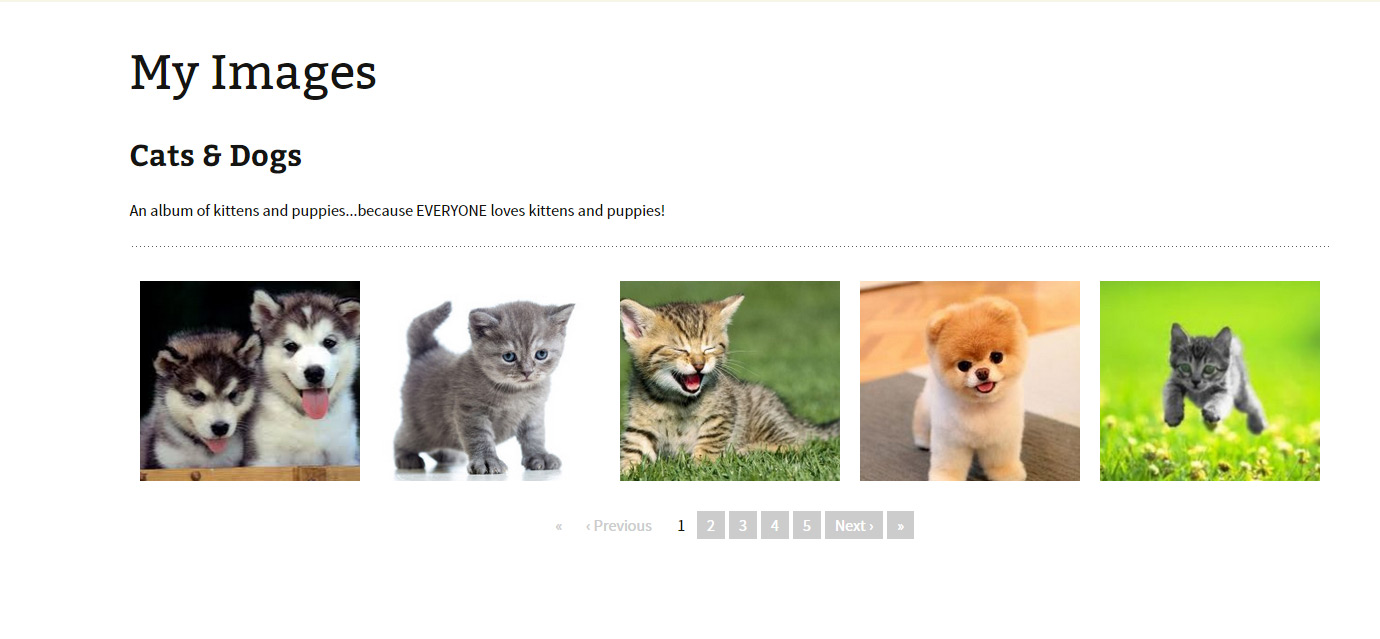 My Images
Cats & Dogs
An album of kittens and puppies...because EVERYONE loves kittens and puppies!
« ‹ Previous 1 2 3 4 5 Next › »